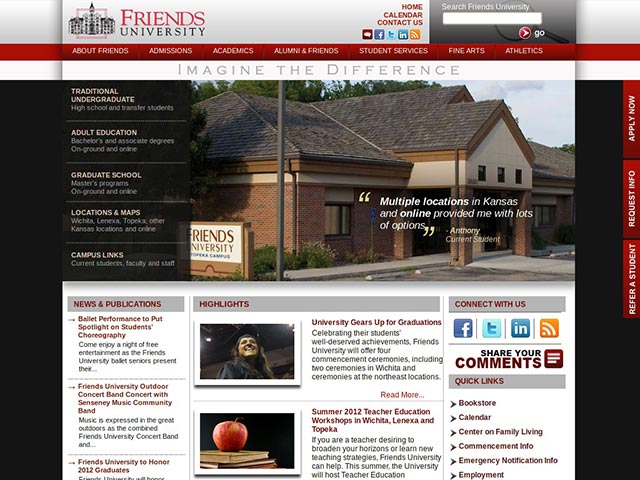 FRIENDS
UNIVERSITY
HOME
CALENDAR
CONTACT US
Search Friends University
go
ABOUT FRIENDS
ADMISSIONS
ACADEMICS
ALUMNI & FRIENDS
STUDENT SERVICES
FINE ARTS
ATHLETICS
IMAGINE THE DIFFERENCE
TRADITIONAL
UNDERGRADUATE
High school and transfer students
ADULT EDUCATION
Bachelor's and associate degrees
On-ground and online
GRADUATE SCHOOL
Master's programs
On-ground and online
LOCATIONS & MAPS
Wichita, Lenexa, Topeka, other
Kansas locations and online
CAMPUS LINKS
Current students, faculty and staff
FRIENDS
UNIVERSITY
TOPEKA CAMPUS
“ Multiple locations in Kansas
and online provided me with lots
of options. ”
- Anthony
Current Student
APPLY NOW
REQUEST INFO
REFER A STUDENT
NEWS & PUBLICATIONS
Ballet Performance to Put
Spotlight on Students'
Choreography
Come enjoy a night of free
entertainment as the Friends
University ballet seniors present
their...
Friends University Outdoor
Concert Band Concert with
Senseney Music Community
Band
Music is expressed in the great
outdoors as the combined
Friends University Concert Band
and...
Friends University to Honor
2012 Graduates
Friends University will honor
HIGHLIGHTS
University Gears Up for Graduations
Celebrating their students'
well-deserved achievements, Friends
University will offer four
commencement ceremonies, including
two ceremonies in Wichita and
ceremonies at the northeast locations.
Read More...
Summer 2012 Teacher Education
Workshops in Wichita, Lenexa and
Topeka
If you are a teacher desiring to
broaden your horizons or learn new
teaching strategies, Friends University
can help. This summer, the University
will host Teacher Education
CONNECT WITH US
SHARE YOUR
COMMENTS
QUICK LINKS
Bookstore
Calendar
Center on Family Living
Commencement Info
Emergency Notification Info
Employment